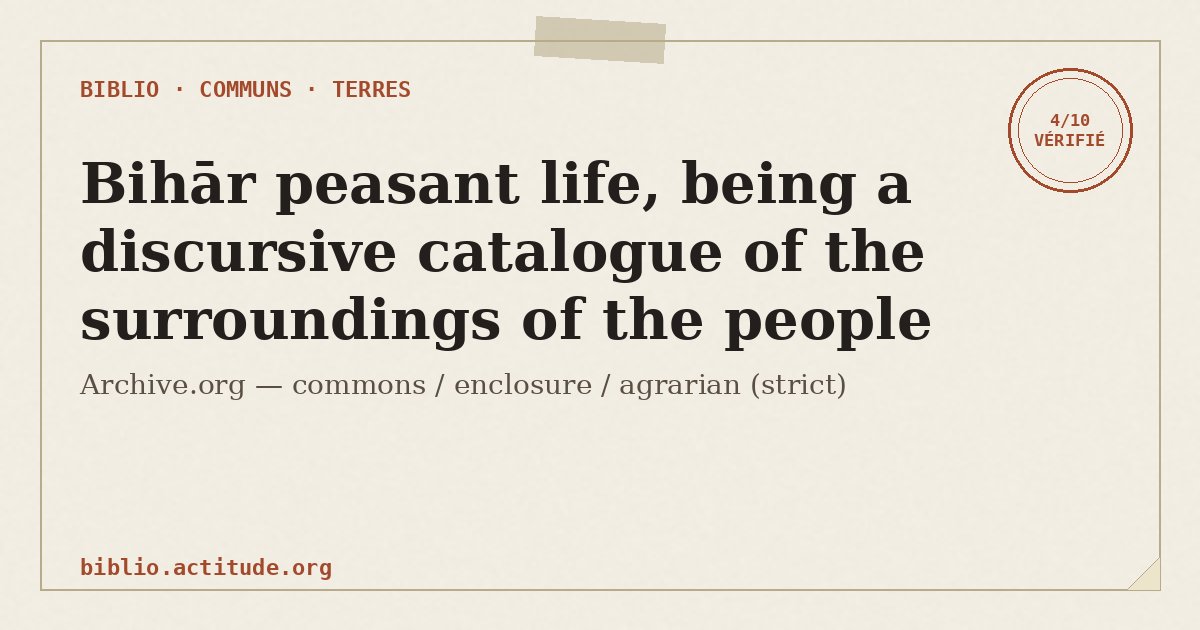 BIBLIO · COMMUNS · TERRES
4/10
VÉRIFIÉ
Bihār peasant life, being a
discursive catalogue of the
surroundings of the people
Archive.org — commons / enclosure / agrarian (strict)
biblio.actitude.org